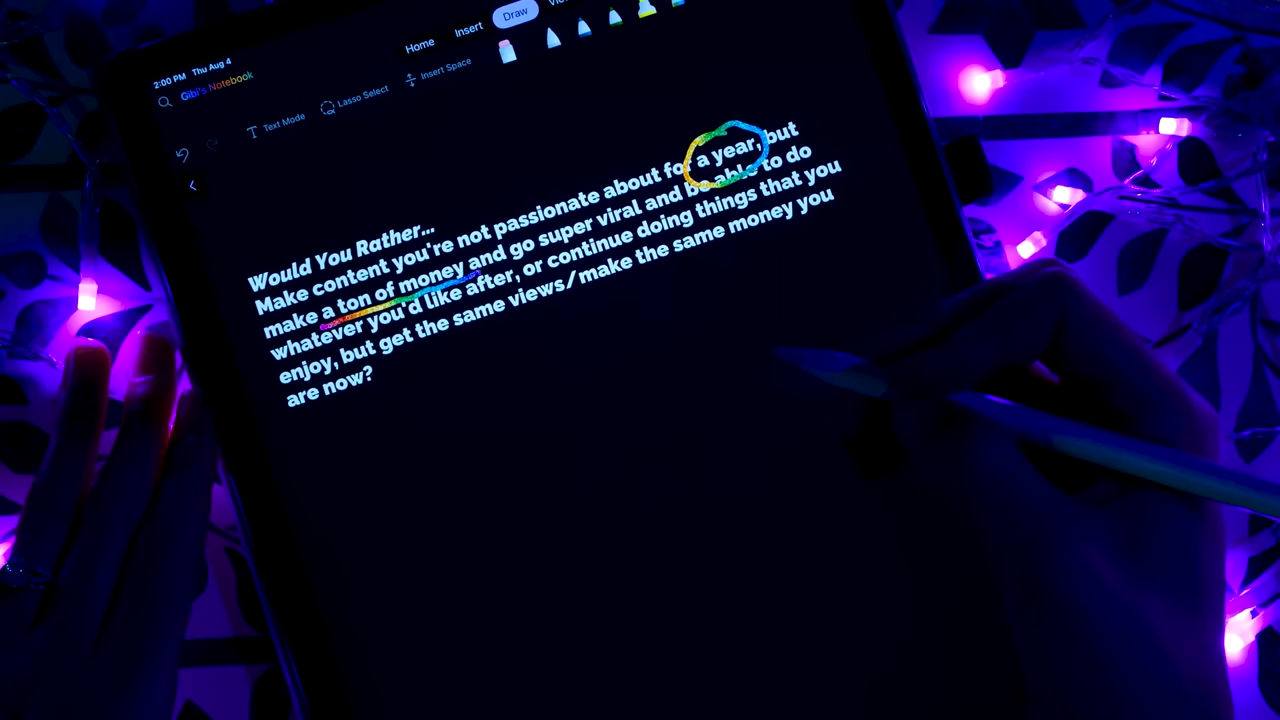 2:00 PM Thu Aug 4
Gibi's Notebook
Home Insert Draw
Text Mode Lasso Select Insert Space
Would You Rather...
Make content you're not passionate about for a year, but
make a ton of money and go super viral and be able to do
whatever you'd like after, or continue doing things that you
enjoy, but get the same views/make the same money you
are now?